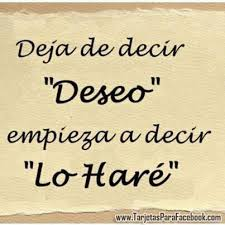 Deja de decir
"Deseo"
empieza a decir
"Lo Haré"
www.TarjetasParaFacebook.com